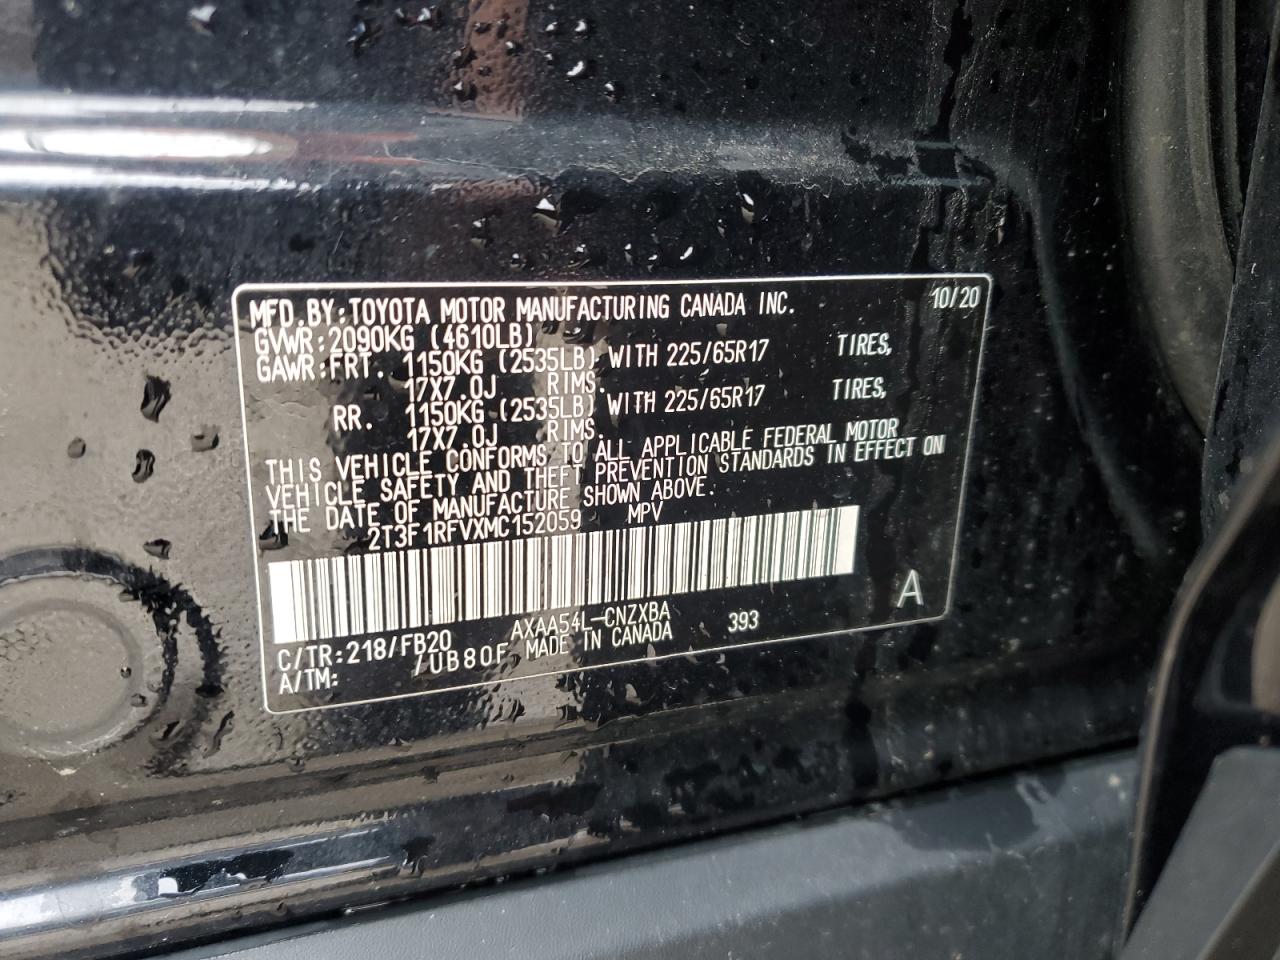 MFD.BY:TOYOTA MOTOR MANUFACTURING CANADA INC. 10/20
GVWR:2090KG (4610LB)
GAWR:FRT. 1150KG (2535LB) WITH 225/65R17 TIRES,
17X7.0J RIMS.
RR. 1150KG (2535LB) WITH 225/65R17 TIRES,
17X7.0J RIMS.
THIS VEHICLE CONFORMS TO ALL APPLICABLE FEDERAL MOTOR
VEHICLE SAFETY AND THEFT PREVENTION STANDARDS IN EFFECT ON
THE DATE OF MANUFACTURE SHOWN ABOVE.
2T3F1RFVXMC152059 MPV
A
C/TR:218/FB20 AXAA54L-CNZXBA 393
A/TM: /UB80F MADE IN CANADA